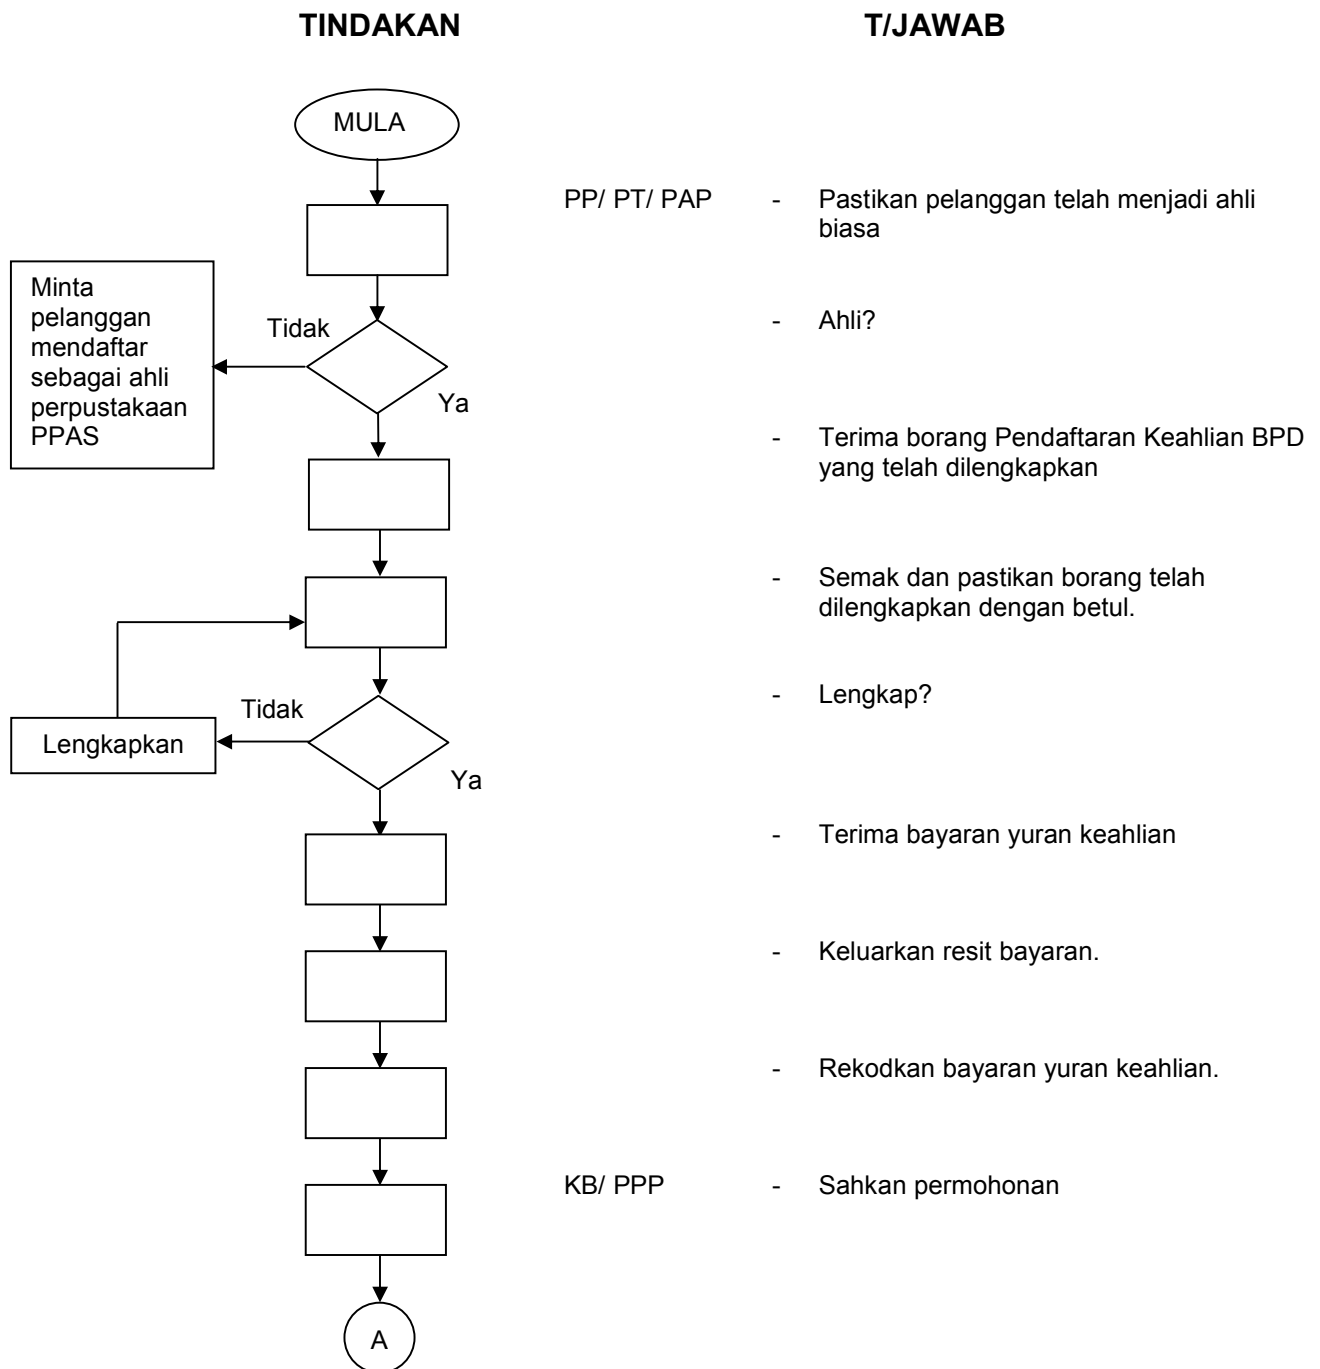 TINDAKAN T/JAWAB
MULA
PP/ PT/ PAP - Pastikan pelanggan telah menjadi ahli
biasa
Minta
pelanggan
mendaftar
sebagai ahli
perpustakaan
PPAS
Tidak
- Ahli?
Ya
- Terima borang Pendaftaran Keahlian BPD
yang telah dilengkapkan
- Semak dan pastikan borang telah
dilengkapkan dengan betul.
- Lengkap?
Tidak
Lengkapkan
Ya
- Terima bayaran yuran keahlian
- Keluarkan resit bayaran.
- Rekodkan bayaran yuran keahlian.
KB/ PPP - Sahkan permohonan
A